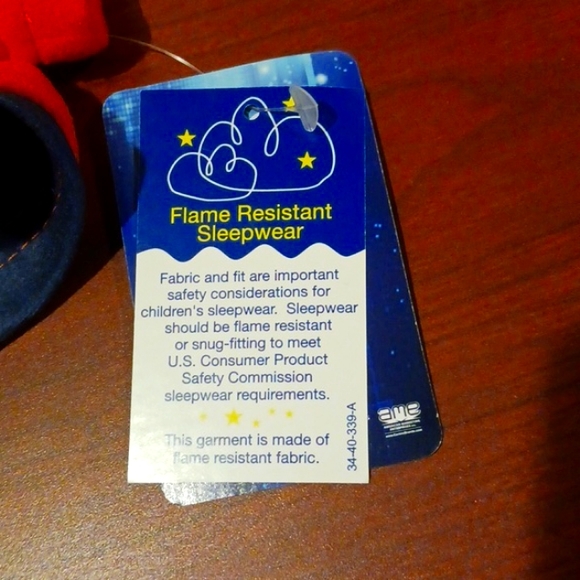 Flame Resistant
Sleepwear
Fabric and fit are important
safety considerations for
children's sleepwear. Sleepwear
should be flame resistant
or snug-fitting to meet
U.S. Consumer Product
Safety Commission
sleepwear requirements.
This garment is made of
flame resistant fabric.
34-40-339-A
ame